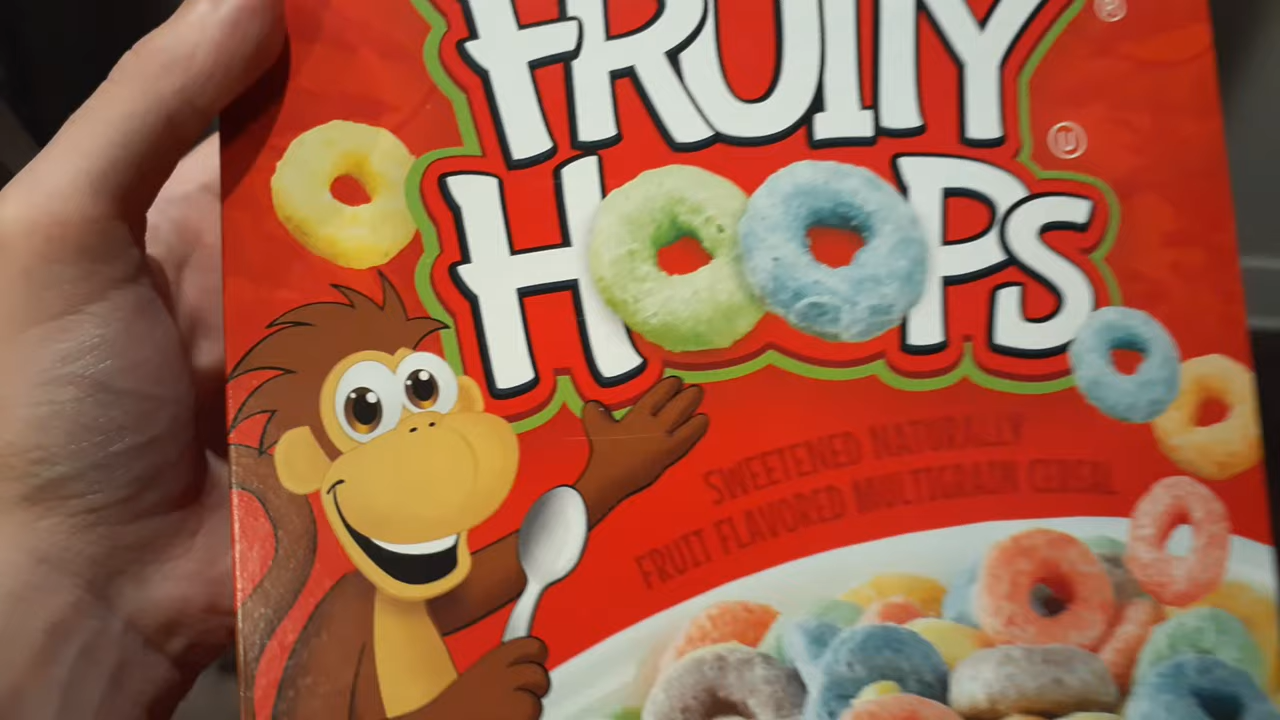 FRUITY
®
HOOPS
U
SWEETENED NATURALLY
FRUIT FLAVORED MULTIGRAIN CEREAL